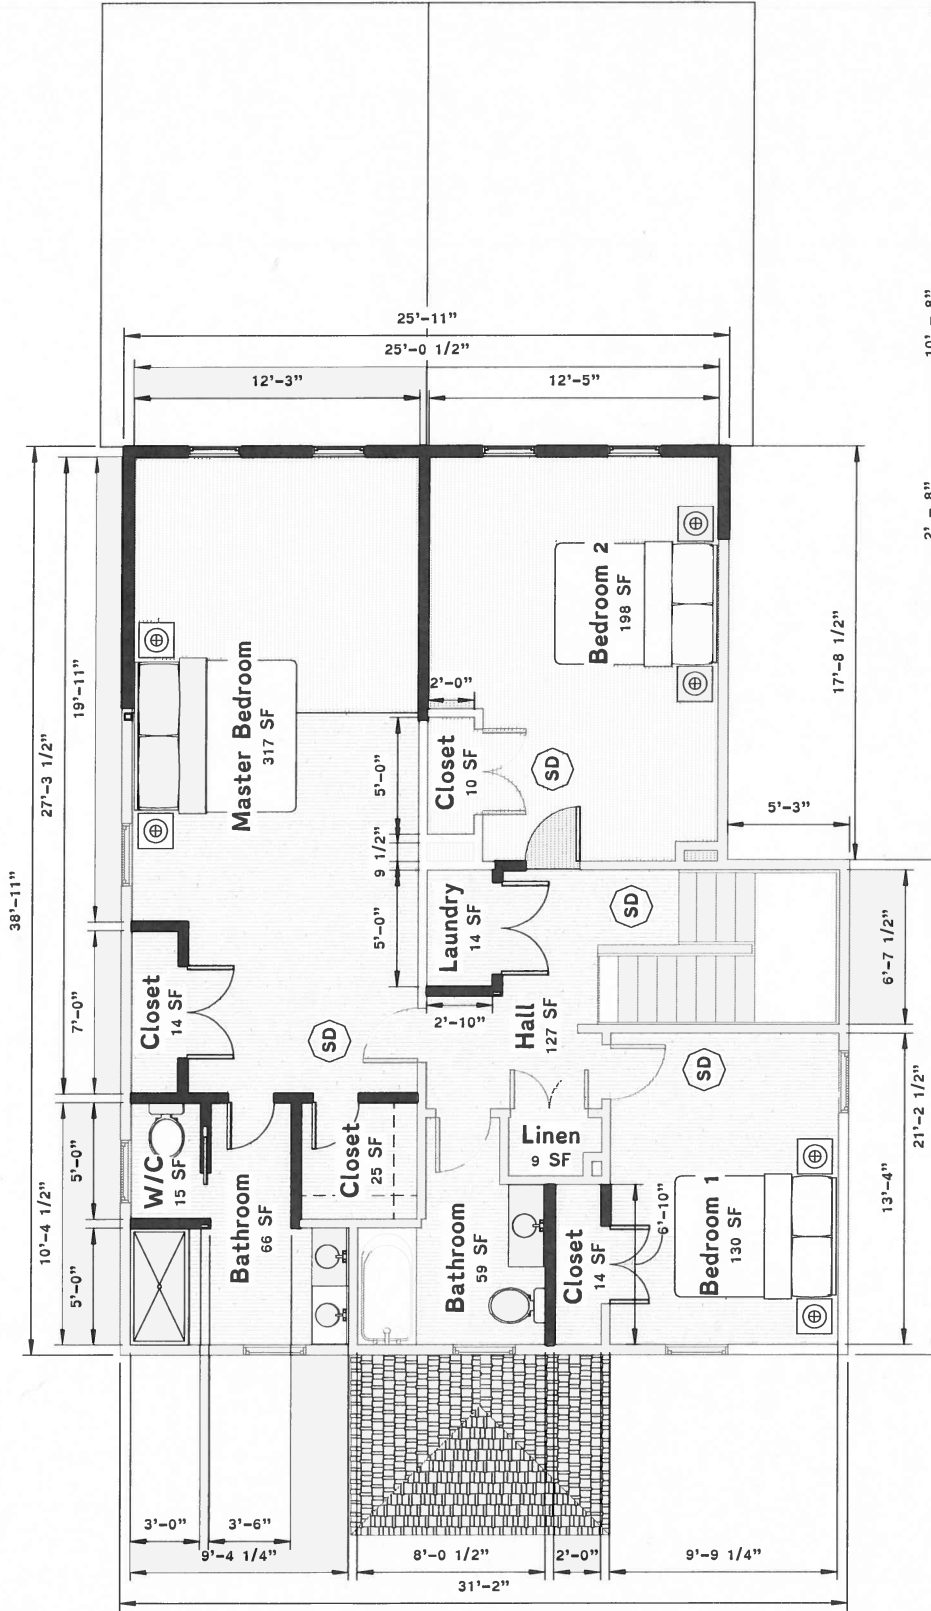 25'-11"
25'-0 1/2"
12'-3"
12'-5"
10'-8"
2'-8"
38'-11"
27'-3 1/2"
19'-11"
7'-0"
10'-4 1/2"
5'-0"
5'-0"
Master Bedroom
317 SF
Bedroom 2
198 SF
17'-8 1/2"
5'-3"
2'-0"
Closet
10 SF
SD
5'-0"
9 1/2"
5'-0"
Laundry
14 SF
2'-10"
SD
6'-7 1/2"
Closet
14 SF
SD
Hall
127 SF
SD
21'-2 1/2"
13'-4"
W/C
15 SF
Bathroom
66 SF
Closet
25 SF
Linen
9 SF
Bathroom
59 SF
Closet
14 SF
6'-10"
Bedroom 1
130 SF
3'-0"
3'-6"
9'-4 1/4"
8'-0 1/2"
2'-0"
9'-9 1/4"
31'-2"